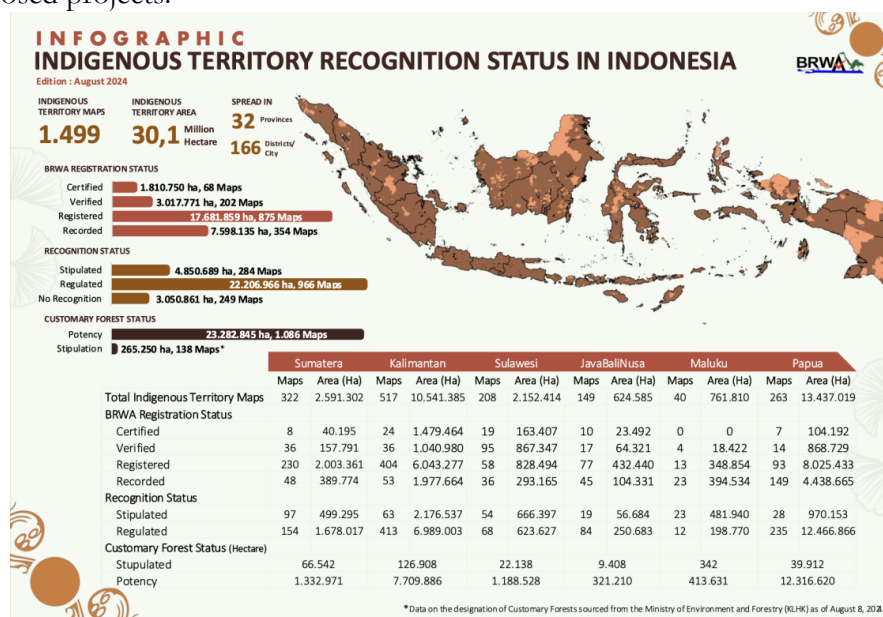 osed projects.
INFOGRAPHIC
INDIGENOUS TERRITORY RECOGNITION STATUS IN INDONESIA
BRWA
Edition : August 2024
INDIGENOUS TERRITORY MAPS
1.499
INDIGENOUS TERRITORY AREA
30,1 Million Hectare
SPREAD IN
32 Provinces
166 Districts/ City
BRWA REGISTRATION STATUS
Certified 1.810.750 ha, 68 Maps
Verified 3.017.771 ha, 202 Maps
Registered 17.681.859 ha, 875 Maps
Recorded 7.598.135 ha, 354 Maps
RECOGNITION STATUS
Stipulated 4.850.689 ha, 284 Maps
Regulated 22.206.966 ha, 966 Maps
No Recognition 3.050.861 ha, 249 Maps
CUSTOMARY FOREST STATUS
Potency 23.282.845 ha, 1.086 Maps
Stipulation 265.250 ha, 138 Maps*
Sumatera Kalimantan Sulawesi JavaBaliNusa Maluku Papua
Maps Area (Ha) Maps Area (Ha) Maps Area (Ha) Maps Area (Ha) Maps Area (Ha) Maps Area (Ha)
Total Indigenous Territory Maps 322 2.591.302 517 10.541.385 208 2.152.414 149 624.585 40 761.810 263 13.437.019
BRWA Registration Status
Certified 8 40.195 24 1.479.464 19 163.407 10 23.492 0 0 7 104.192
Verified 36 157.791 36 1.040.980 95 867.347 17 64.321 4 18.422 14 868.729
Registered 230 2.003.361 404 6.043.277 58 828.494 77 432.440 13 348.854 93 8.025.433
Recorded 48 389.774 53 1.977.664 36 293.165 45 104.331 23 394.534 149 4.438.665
Recognition Status
Stipulated 97 499.295 63 2.176.537 54 666.397 19 56.684 23 481.940 28 970.153
Regulated 154 1.678.017 413 6.989.003 68 623.627 84 250.683 12 198.770 235 12.466.866
Customary Forest Status (Hectare)
Stupulated 66.542 126.908 22.138 9.408 342 39.912
Potency 1.332.971 7.709.886 1.188.528 321.210 413.631 12.316.620
*Data on the designation of Customary Forests sourced from the Ministry of Environment and Forestry (KLHK) as of August 8,